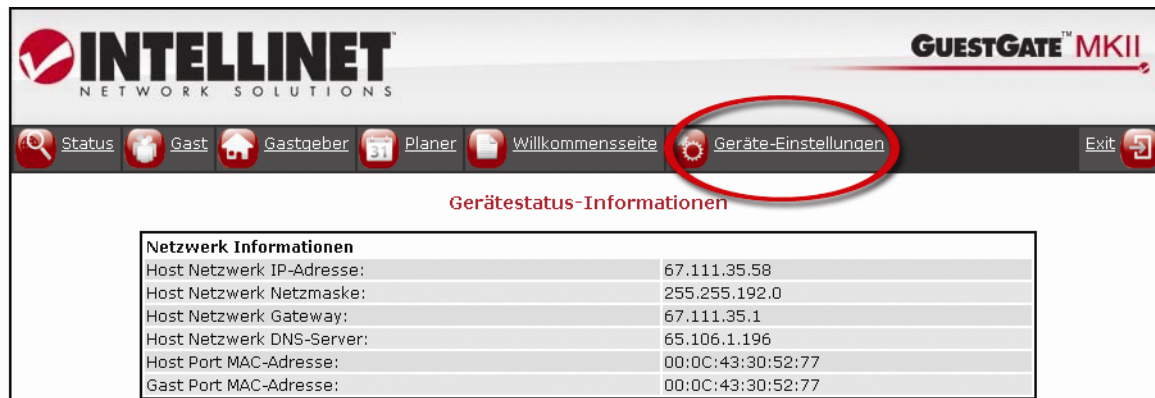 INTELLINET™
NETWORK SOLUTIONS
GUESTGATE™ MKII
Status Gast Gastgeber 31 Planer Willkommensseite Geräte-Einstellungen Exit
Gerätestatus-Informationen
Netzwerk Informationen
Host Netzwerk IP-Adresse: 67.111.35.58
Host Netzwerk Netzmaske: 255.255.192.0
Host Netzwerk Gateway: 67.111.35.1
Host Netzwerk DNS-Server: 65.106.1.196
Host Port MAC-Adresse: 00:0C:43:30:52:77
Gast Port MAC-Adresse: 00:0C:43:30:52:77